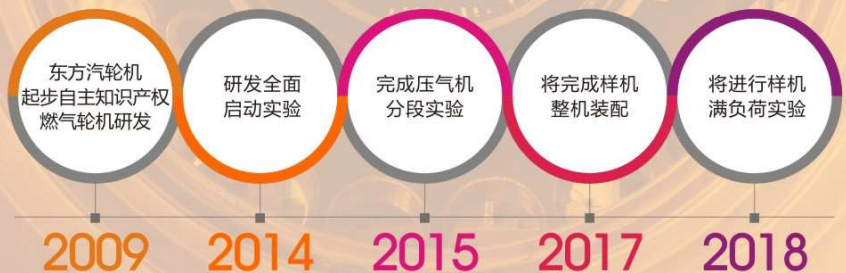 东方汽轮机
起步自主知识产权
燃气轮机研发
研发全面
启动实验
完成压气机
分段实验
将完成样机
整机装配
将进行样机
满负荷实验
2009
2014
2015
2017
2018